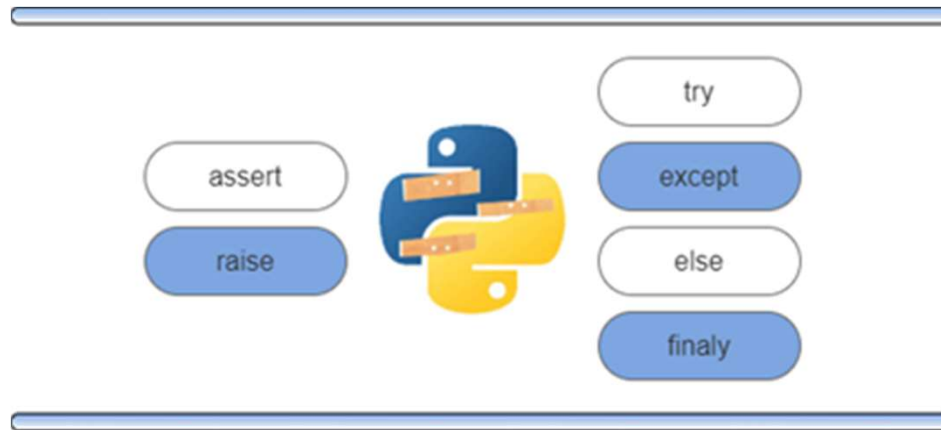 assert
raise
try
except
else
finaly